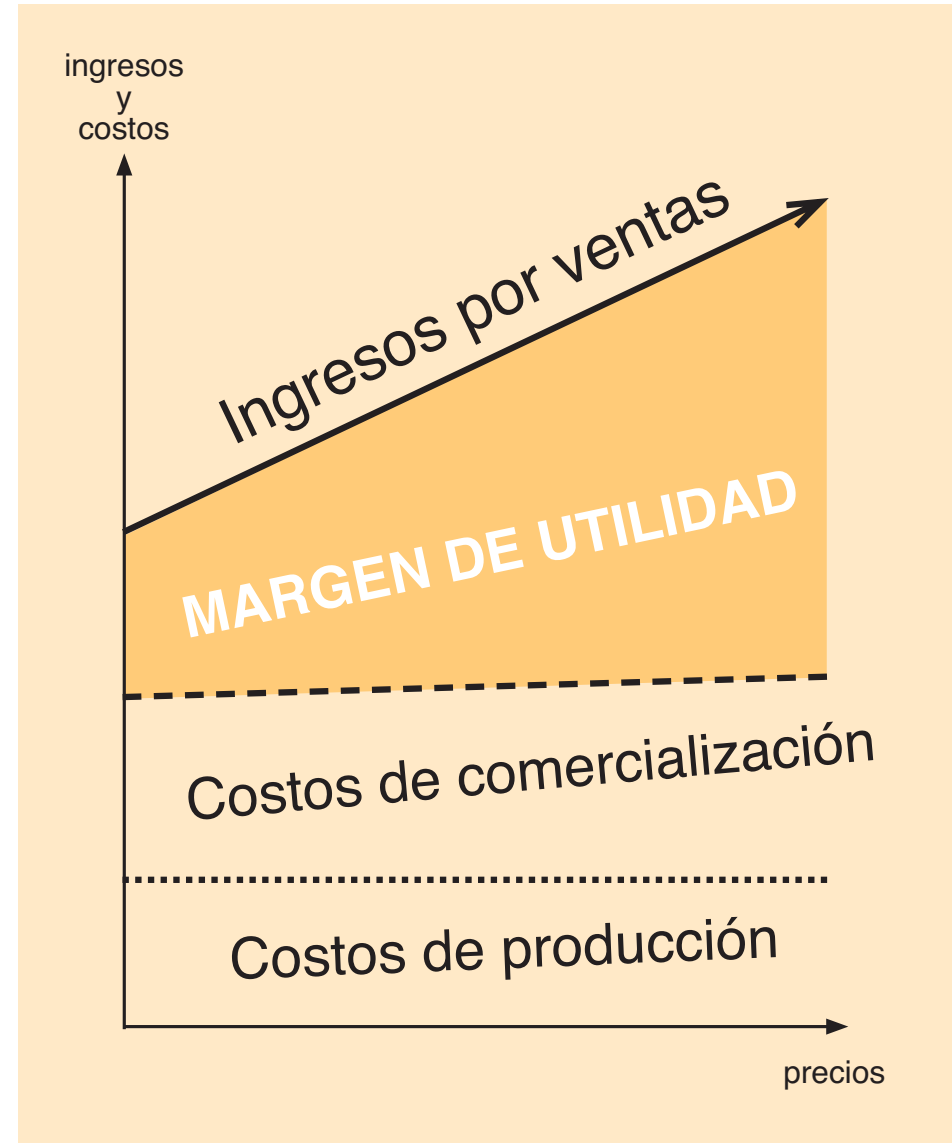 ingresos
y
costos
Ingresos por ventas
MARGEN DE UTILIDAD
Costos de comercialización
Costos de producción
precios